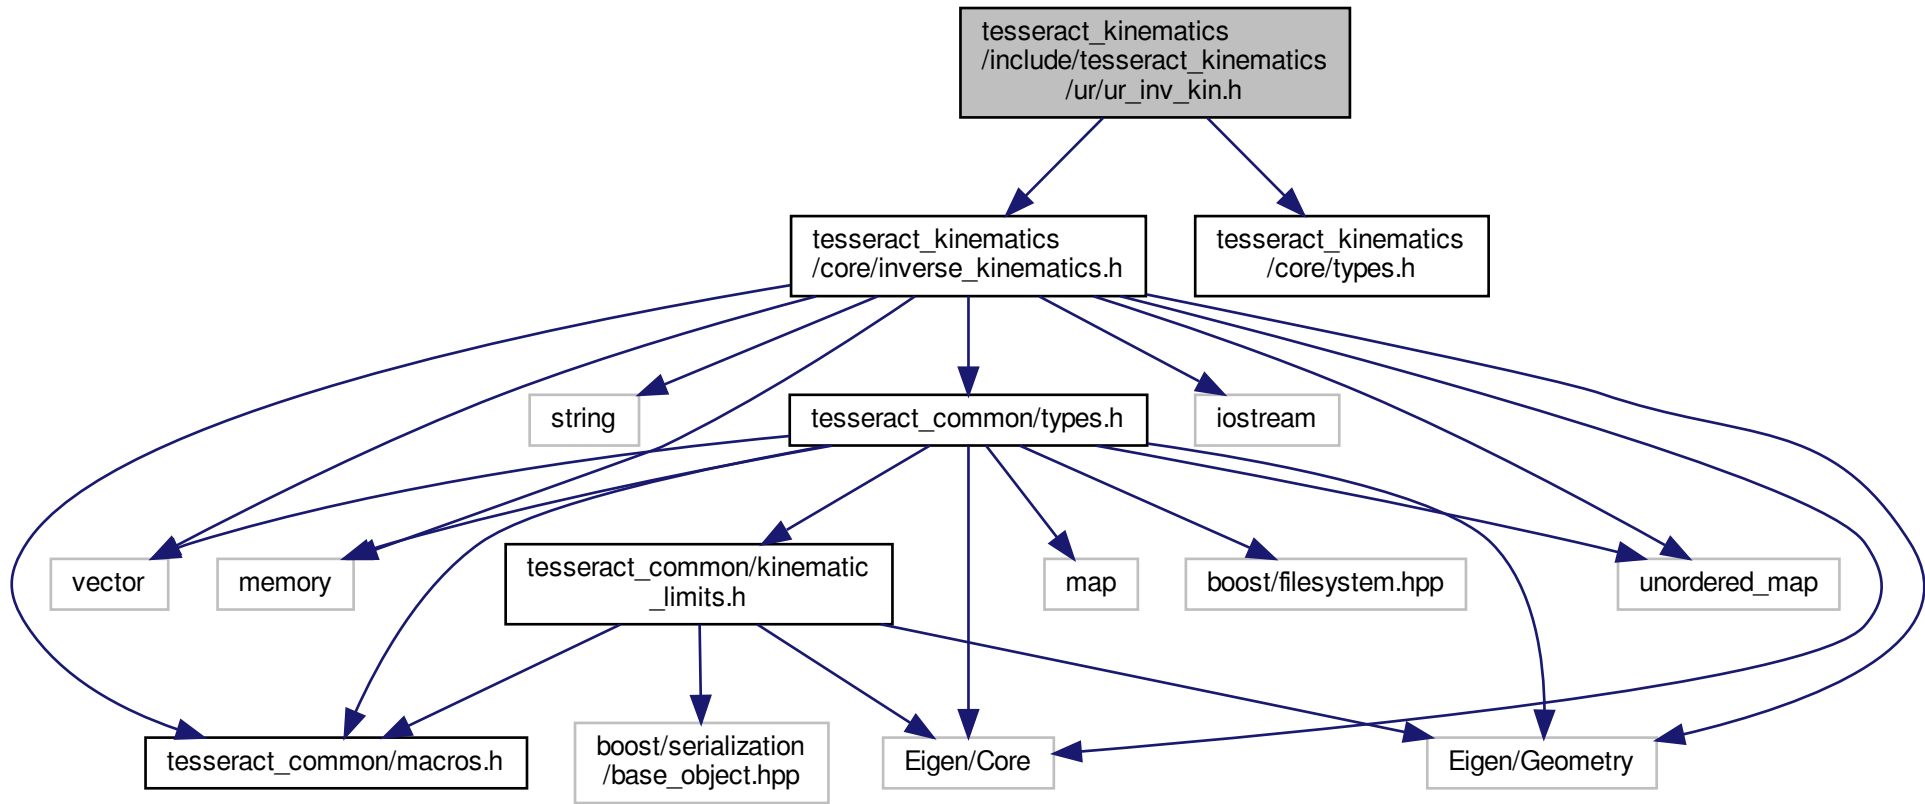 tesseract_kinematics
/include/tesseract_kinematics
/ur/ur_inv_kin.h
tesseract_kinematics
/core/inverse_kinematics.h
tesseract_kinematics
/core/types.h
string
tesseract_common/types.h
iostream
vector
memory
tesseract_common/kinematic
_limits.h
map
boost/filesystem.hpp
unordered_map
tesseract_common/macros.h
boost/serialization
/base_object.hpp
Eigen/Core
Eigen/Geometry